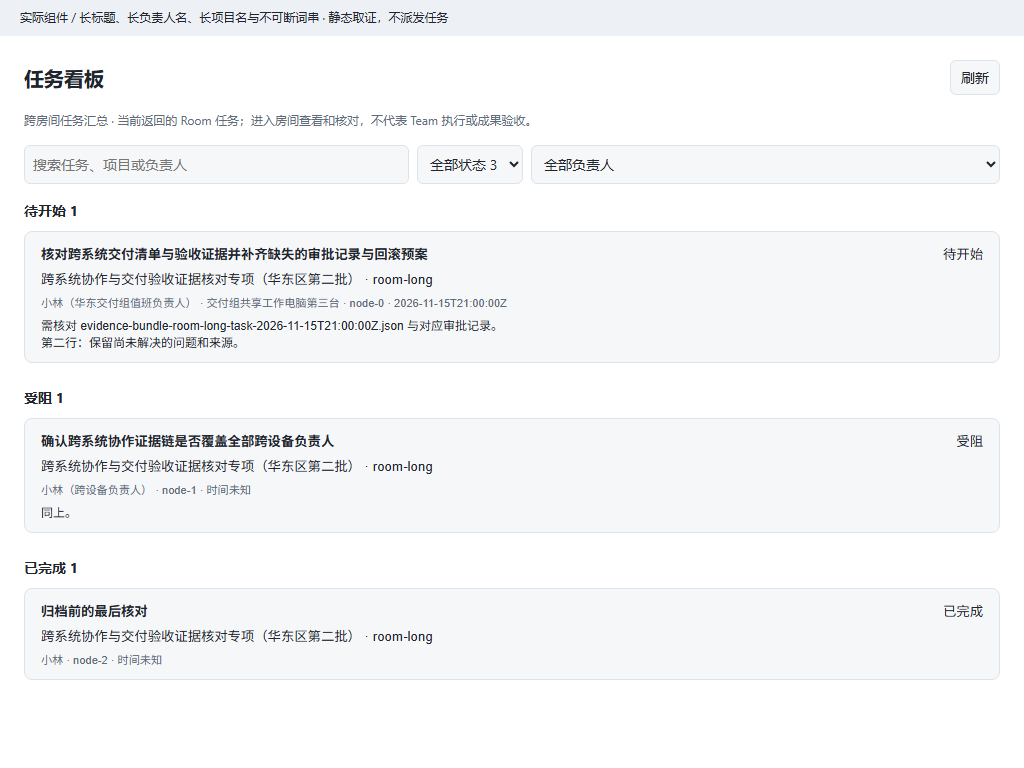 实际组件 / 长标题、长负责人名、长项目名与不可断词串 · 静态取证，不派发任务
任务看板
刷新
跨房间任务汇总 · 当前返回的 Room 任务；进入房间查看和核对，不代表 Team 执行或成果验收。
搜索任务、项目或负责人
全部状态 3
全部负责人
待开始 1
核对跨系统交付清单与验收证据并补齐缺失的审批记录与回滚预案
待开始
跨系统协作与交付验收证据核对专项（华东区第二批） · room-long
小林（华东交付组值班负责人） · 交付组共享工作电脑第三台 · node-0 · 2026-11-15T21:00:00Z
需核对 evidence-bundle-room-long-task-2026-11-15T21:00:00Z.json 与对应审批记录。
第二行：保留尚未解决的问题和来源。
受阻 1
确认跨系统协作证据链是否覆盖全部跨设备负责人
受阻
跨系统协作与交付验收证据核对专项（华东区第二批） · room-long
小林（跨设备负责人） · node-1 · 时间未知
同上。
已完成 1
归档前的最后核对
已完成
跨系统协作与交付验收证据核对专项（华东区第二批） · room-long
小林 · node-2 · 时间未知